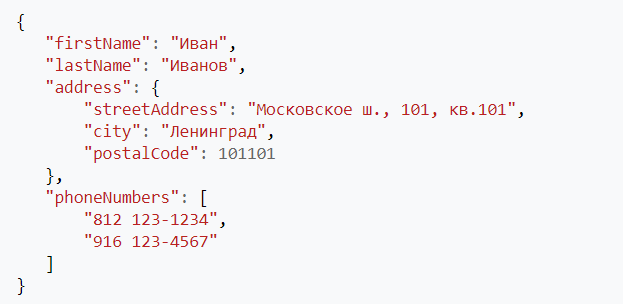 {
    "firstName": "Иван",
    "lastName": "Иванов",
    "address": {
        "streetAddress": "Московское ш., 101, кв.101",
        "city": "Ленинград",
        "postalCode": 101101
    },
    "phoneNumbers": [
        "812 123-1234",
        "916 123-4567"
    ]
}